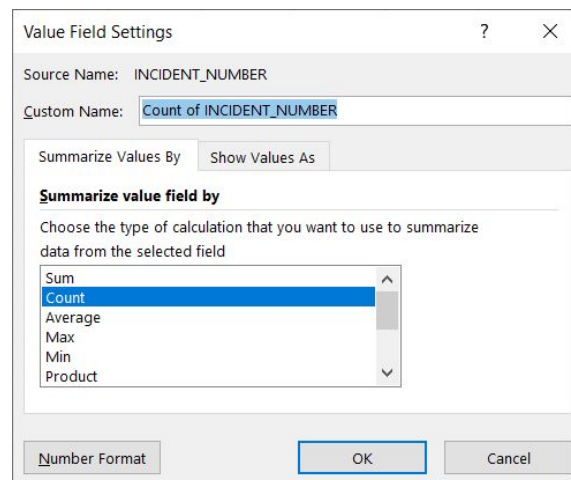 Value Field Settings ? ×
Source Name: INCIDENT_NUMBER
Custom Name: Count of INCIDENT_NUMBER
Summarize Values By Show Values As
Summarize value field by
Choose the type of calculation that you want to use to summarize
data from the selected field
Sum
Count
Average
Max
Min
Product
Number Format OK Cancel